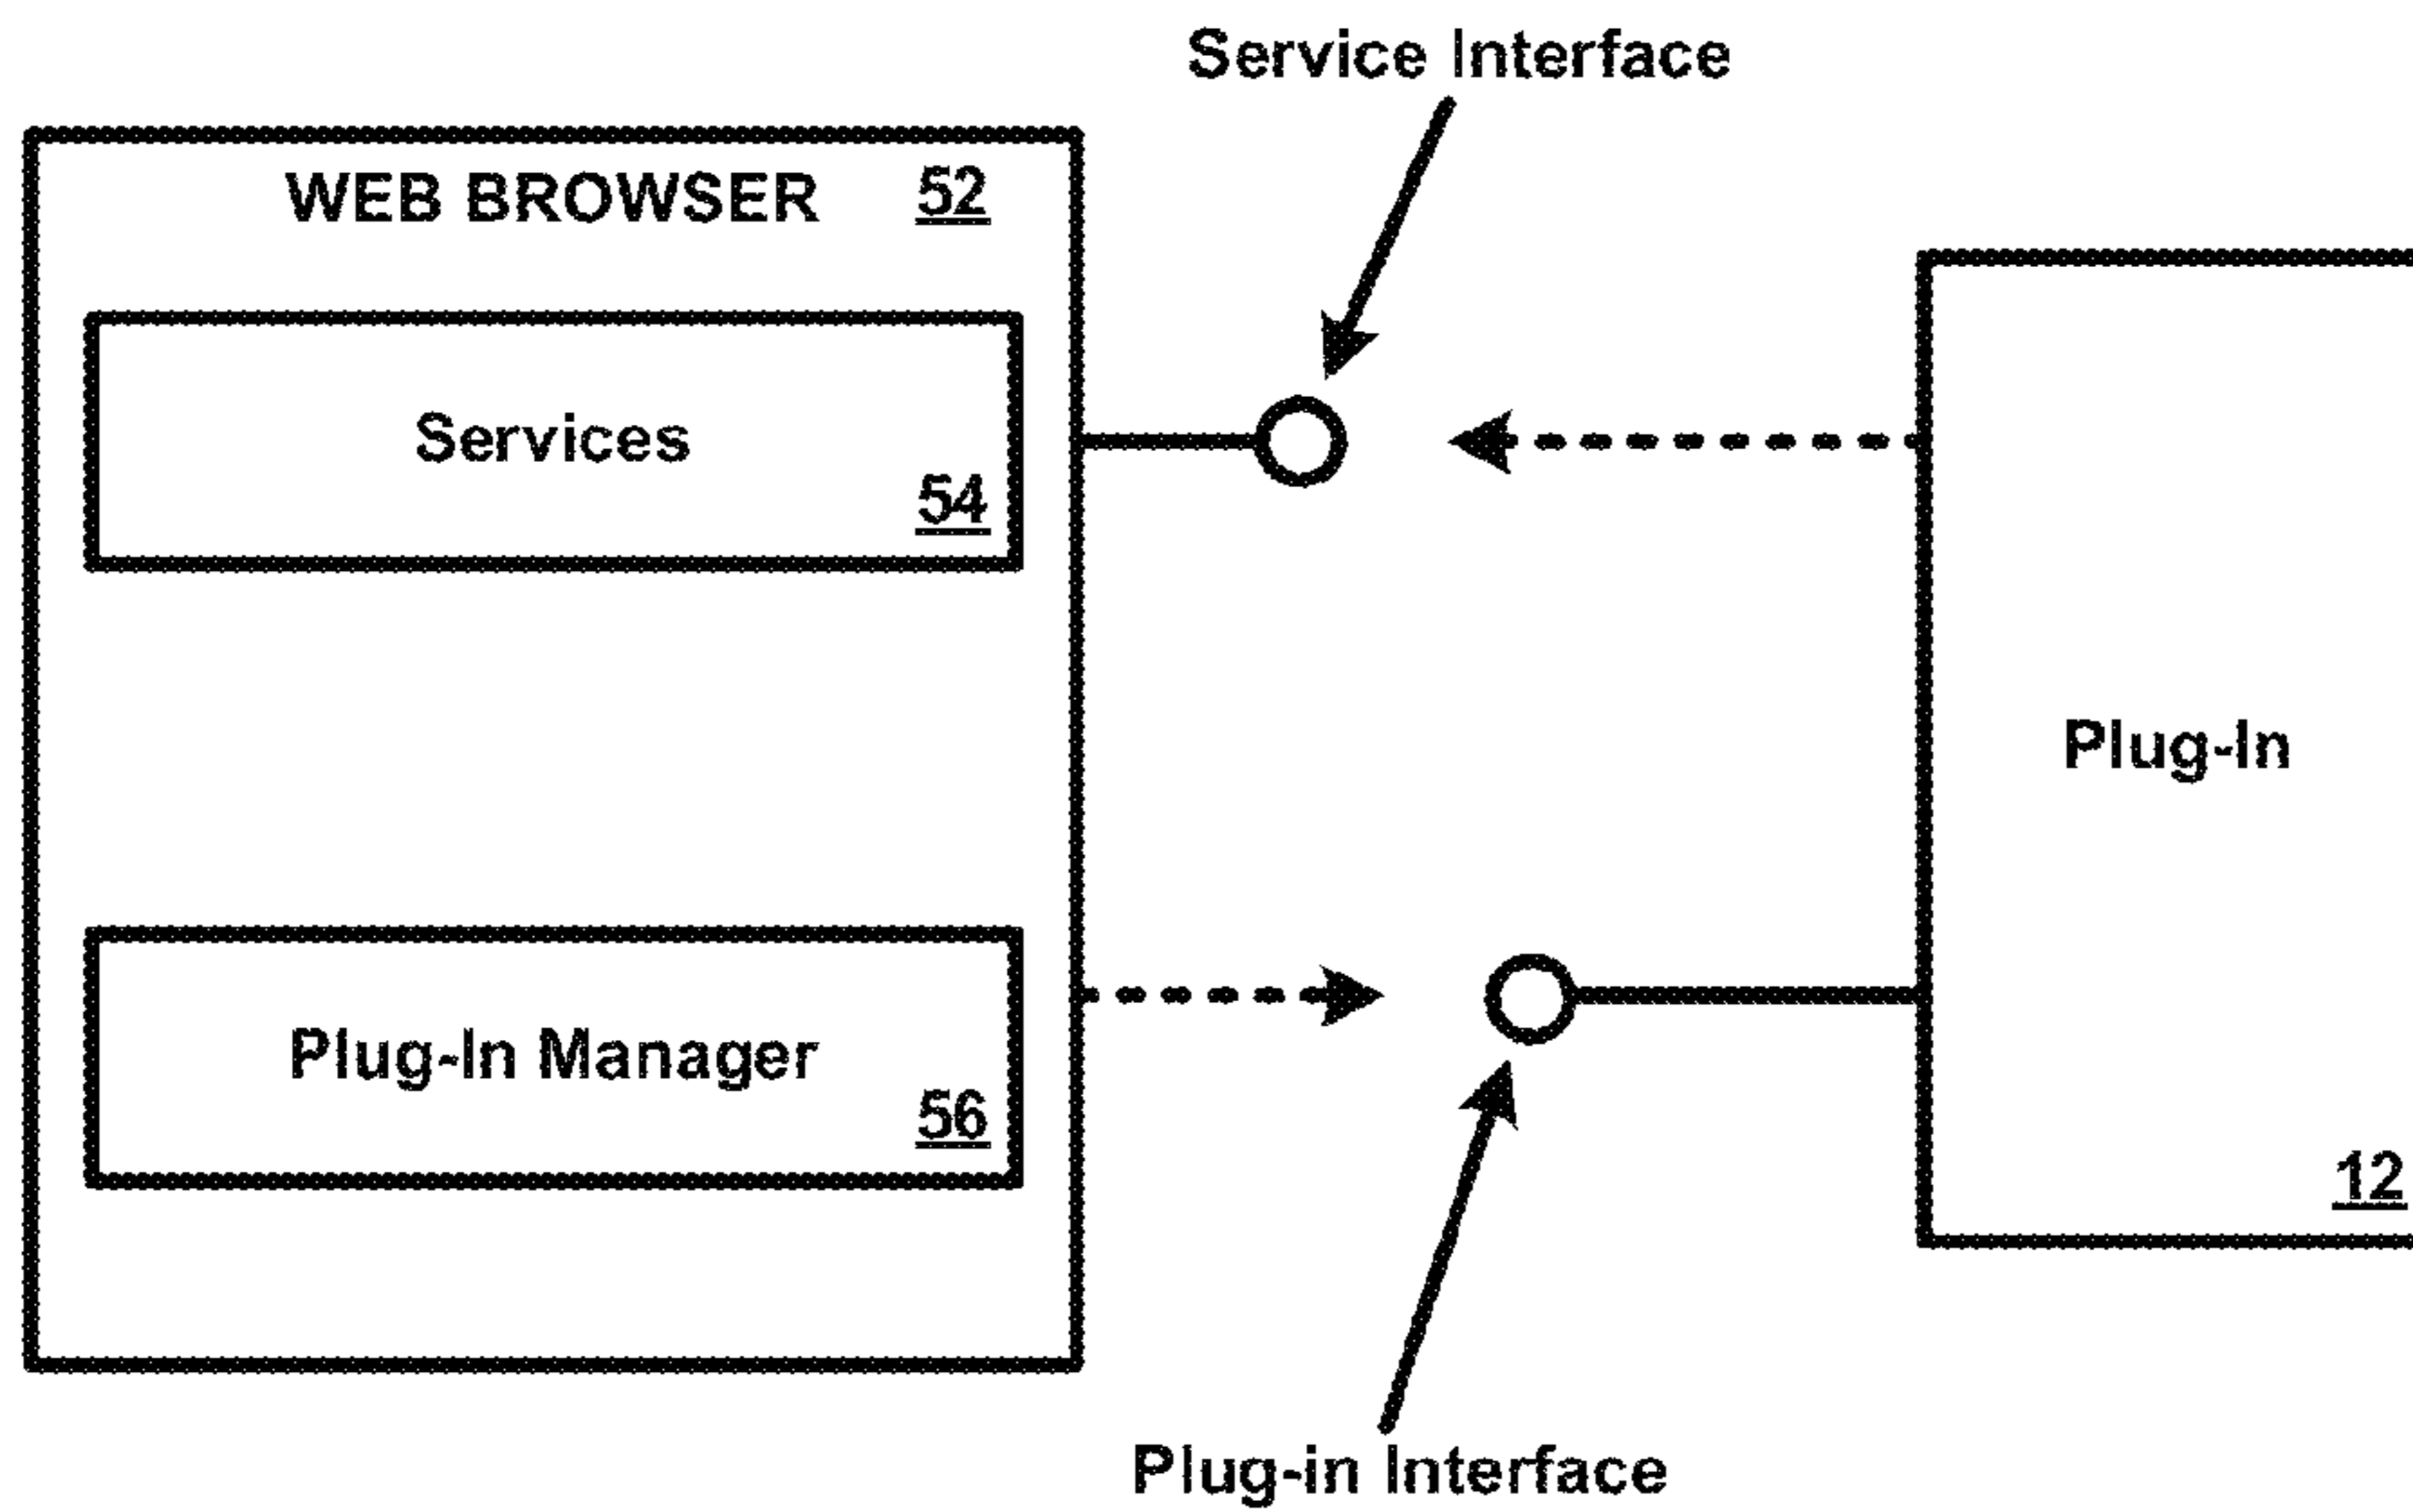 Service Interface
WEB BROWSER 52
Services
54
Plug-In
Plug-In Manager
56
12
Plug-in Interface